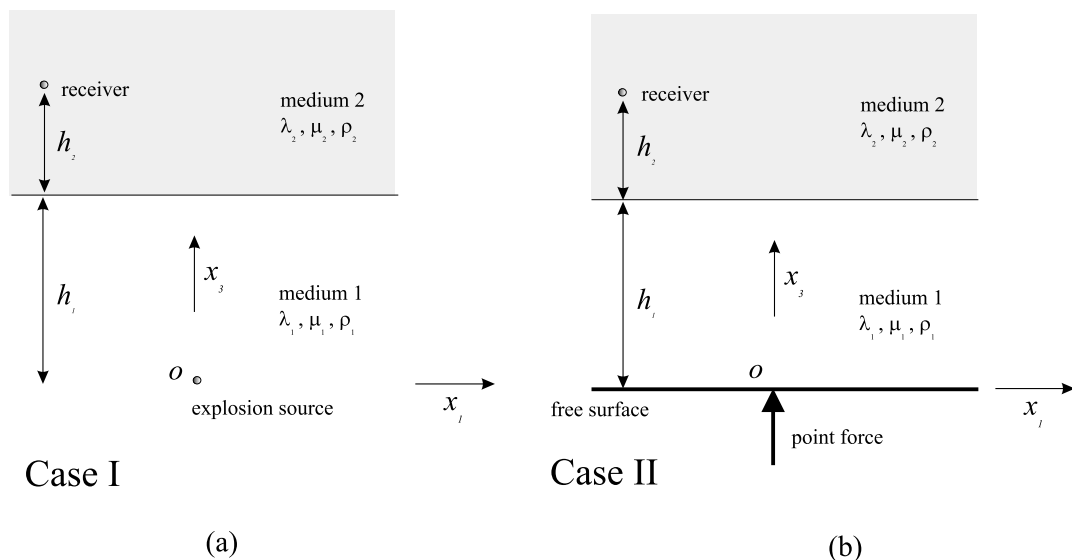 receiver
medium 2
λ₂ , μ₂ , ρ₂
h₂
h₁
x₃
medium 1
λ₁ , μ₁ , ρ₁
o
explosion source
x₁
Case I
(a)
receiver
medium 2
λ₂ , μ₂ , ρ₂
h₂
h₁
x₃
medium 1
λ₁ , μ₁ , ρ₁
o
free surface
x₁
point force
Case II
(b)